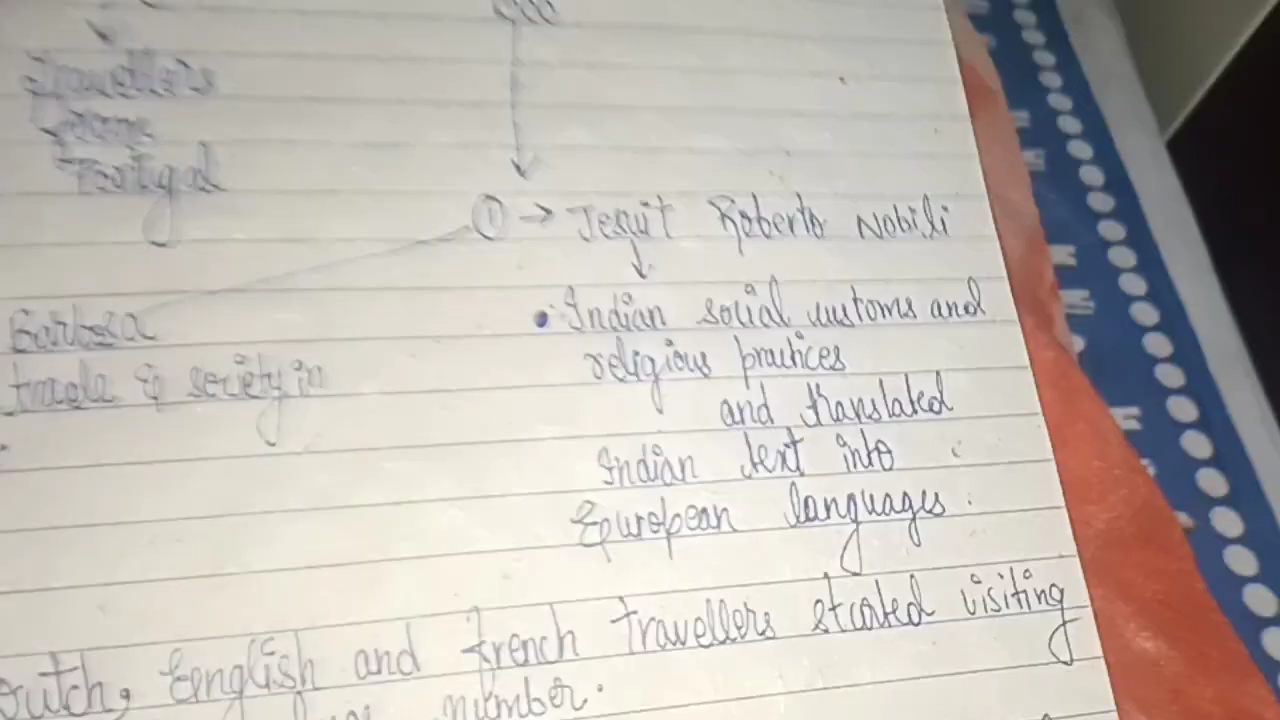 Travellers
from
Portugal
① → Jesuit Roberto Nobili
• Indian social customs and
religious practices
and translated
Indian text into
European languages.
Barbosa
trade & society in
Dutch, English and French travellers started visiting
number.